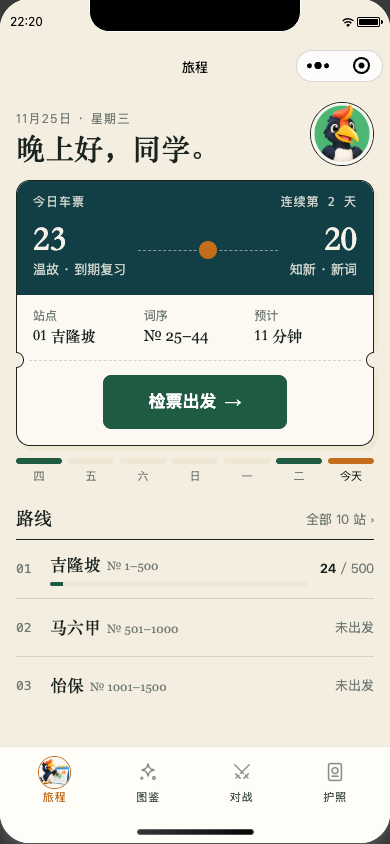 22:20
旅程
11月25日 · 星期三
晚上好，同学。
今日车票 连续第 2 天
23 20
温故 · 到期复习 知新 · 新词
站点 词序 预计
01 吉隆坡 № 25–44 11 分钟
检票出发 →
四 五 六 日 一 二 今天
路线 全部 10 站 ›
01 吉隆坡 № 1–500 24 / 500
02 马六甲 № 501–1000 未出发
03 怡保 № 1001–1500 未出发
旅程 图鉴 对战 护照